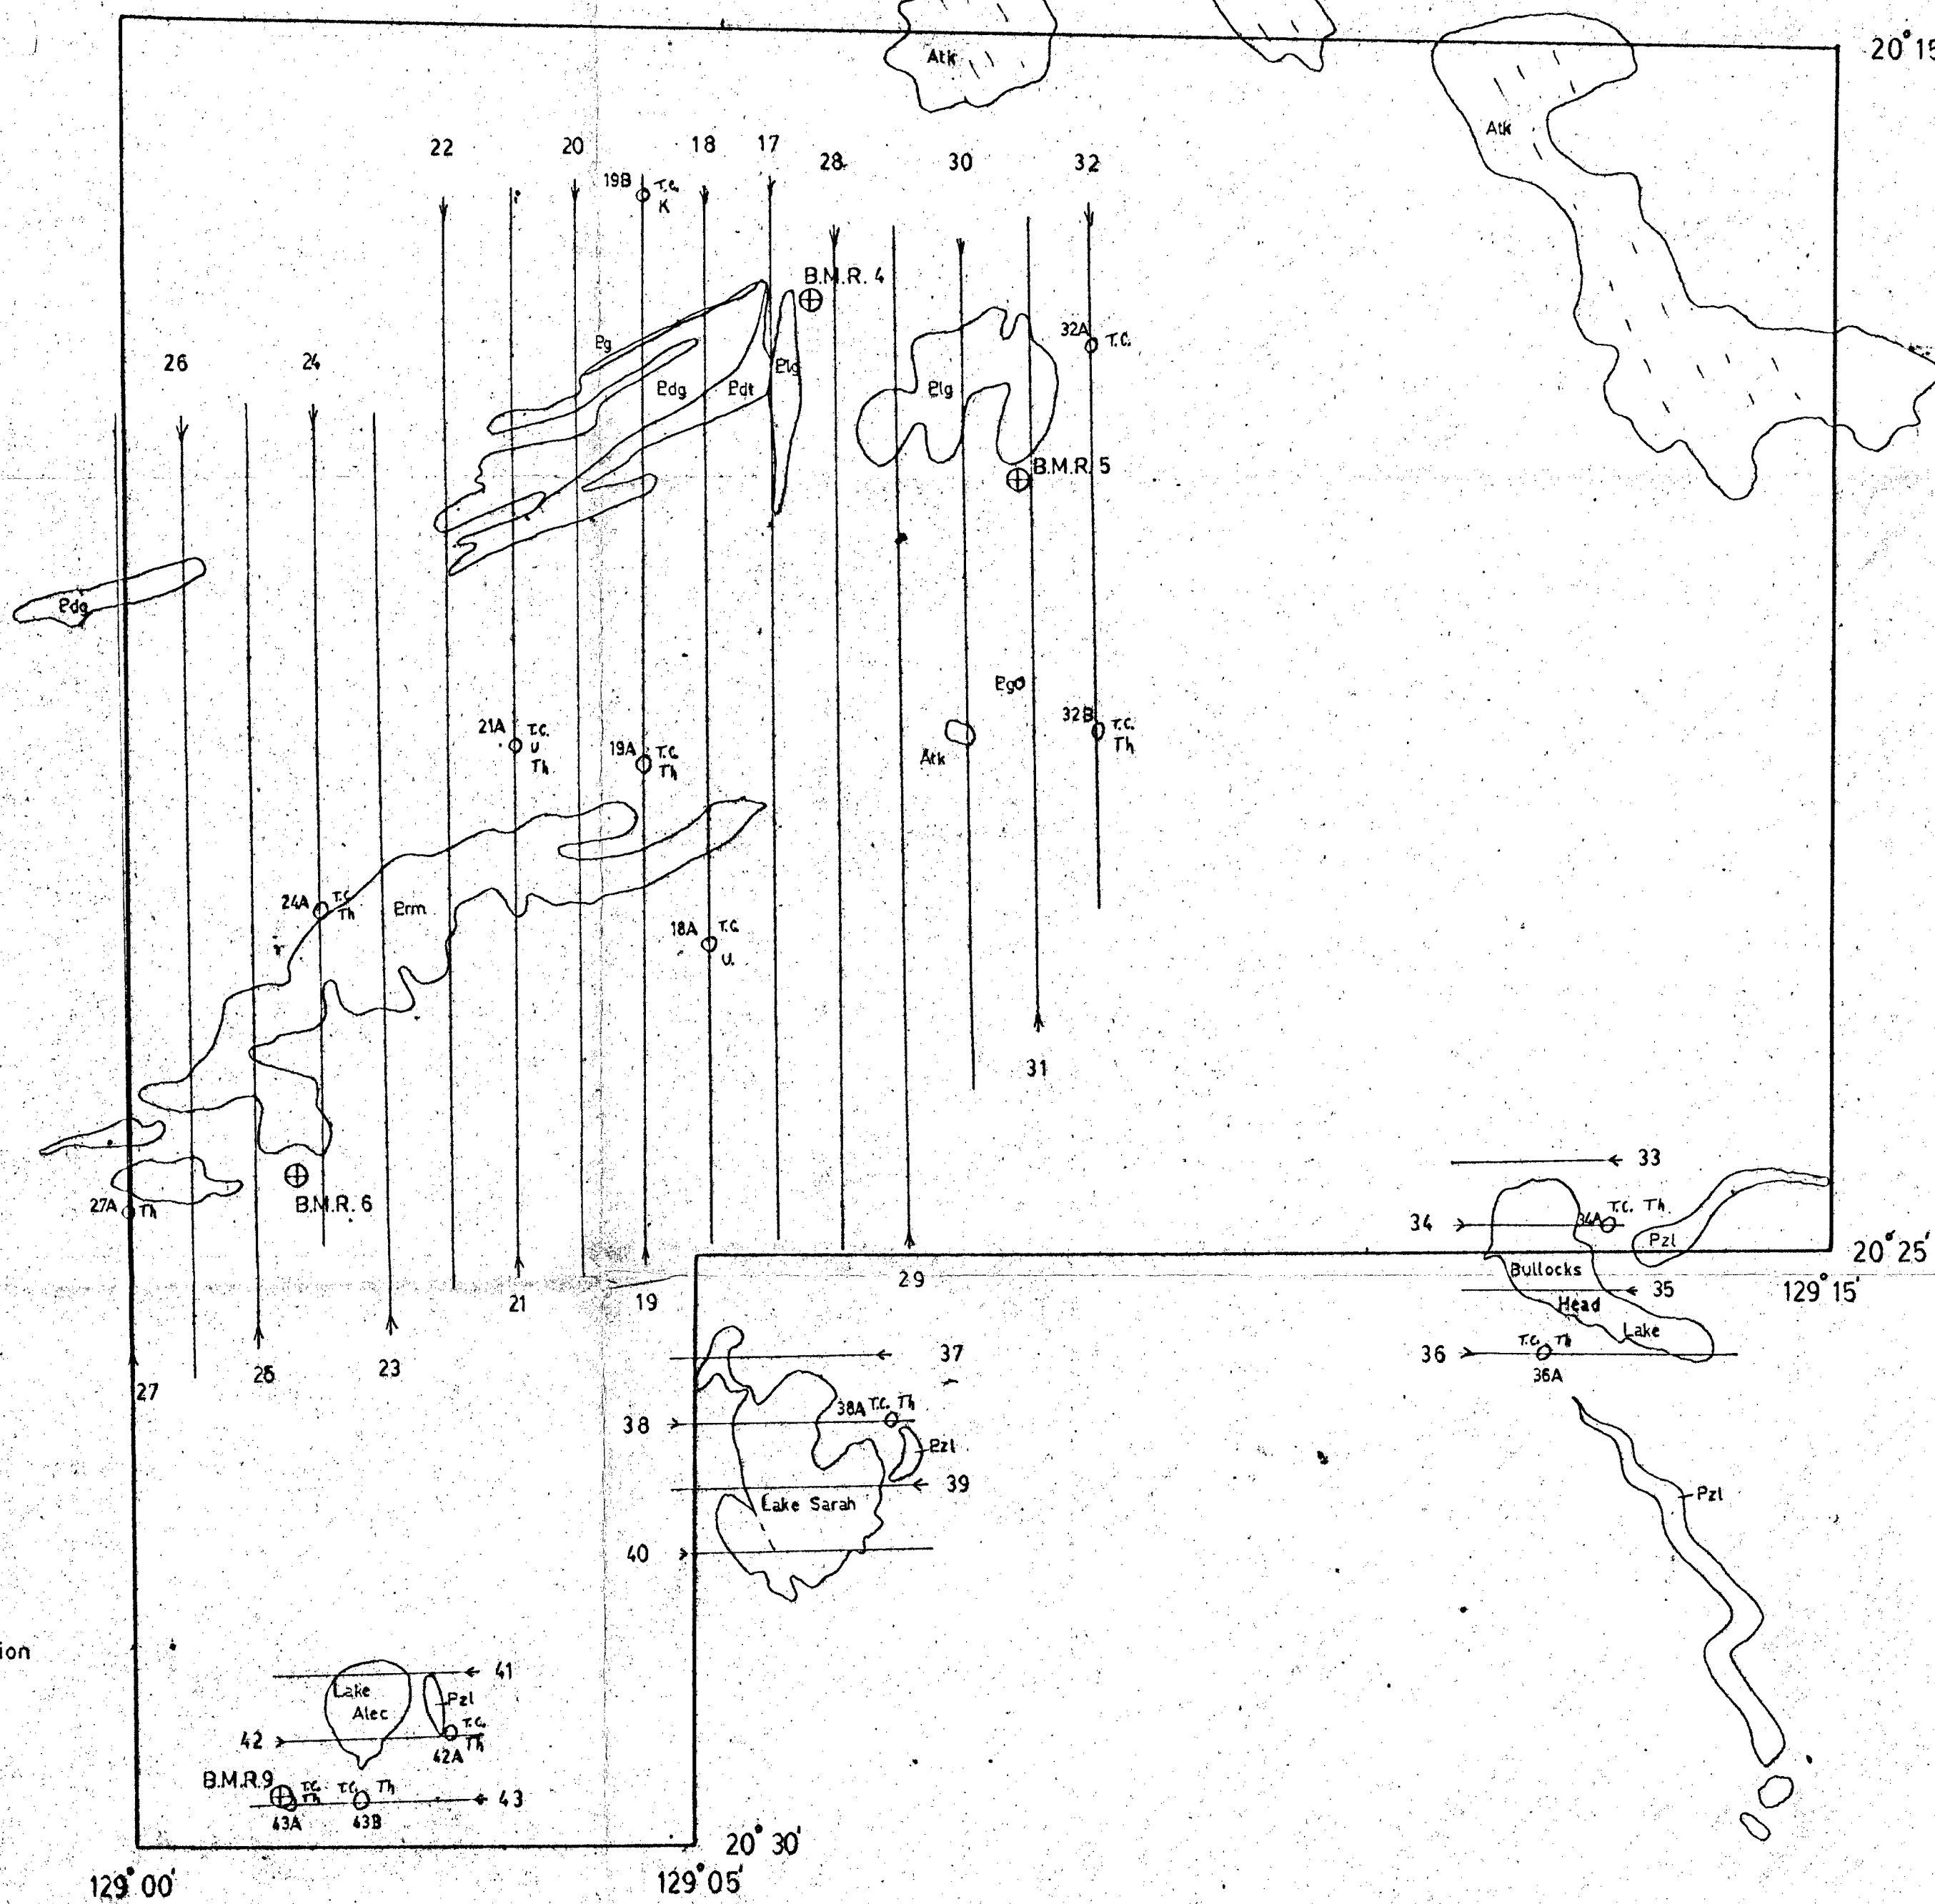 20° 15
Atk
Atk
22
20
18
17
28
30
32
19B
T.C.
K
B.M.R. 4
26
24
Pg
Pdg
Pdt
Plg
Plg
32A
T.C.
B.M.R. 5
Pdg
Pg
21A
T.C.
U
Th
19A
T.C.
Th
Atk
32B
T.C.
Th
24A
T.C.
Th
Prm
18A
T.C.
U.
31
27A
Th
B.M.R. 6
33
34
34A
T.C. Th
Pzl
20° 25'
129° 15'
Bullocks
Head
Lake
35
29
21
19
25
23
27
37
36
T.C. Th
36A
38
38A T.C. Th
Pzl
39
Lake Sarah
40
Pzl
ion
41
Lake
Alec
Pzl
42
T.C.
Th
42A
B.M.R. 9
T.C.
Th
T.C. Th
43
43A
43B
20° 30'
129° 00'
129° 05'